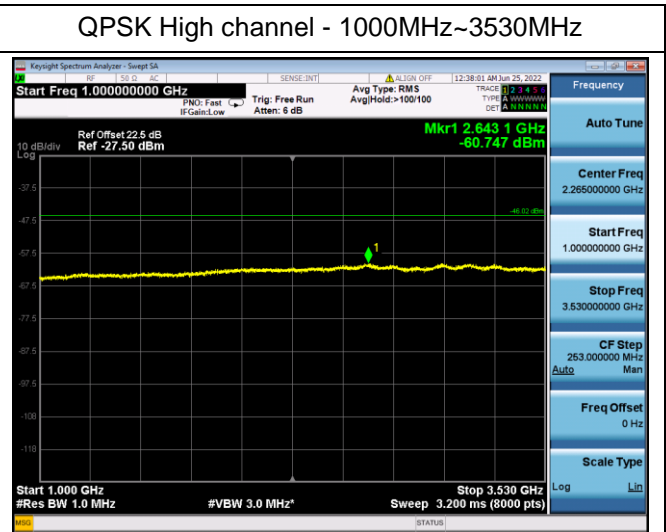 QPSK High channel - 1000MHz~3530MHz
Keysight Spectrum Analyzer - Swept SA
RF 50 Ω AC SENSE:INT ALIGN OFF 12:38:01 AM Jun 25, 2022
Start Freq 1.000000000 GHz
PNO: Fast
IFGain:Low
Trig: Free Run
Atten: 6 dB
Avg Type: RMS
Avg|Hold:>100/100
TRACE 1 2 3 4 5 6
TYPE A WWWWW
DET A N N N N N
Frequency
Auto Tune
Mkr1 2.643 1 GHz
-60.747 dBm
Ref Offset 22.5 dB
10 dB/div Ref -27.50 dBm
Log
-37.5
-47.5
-57.5
-67.5
-77.5
-87.5
-97.5
-108
-118
-46.02 dBm
1
Center Freq
2.265000000 GHz
Start Freq
1.000000000 GHz
Stop Freq
3.530000000 GHz
CF Step
253.000000 MHz
Auto Man
Freq Offset
0 Hz
Scale Type
Log Lin
Start 1.000 GHz Stop 3.530 GHz
#Res BW 1.0 MHz #VBW 3.0 MHz* Sweep 3.200 ms (8000 pts)
MSG STATUS